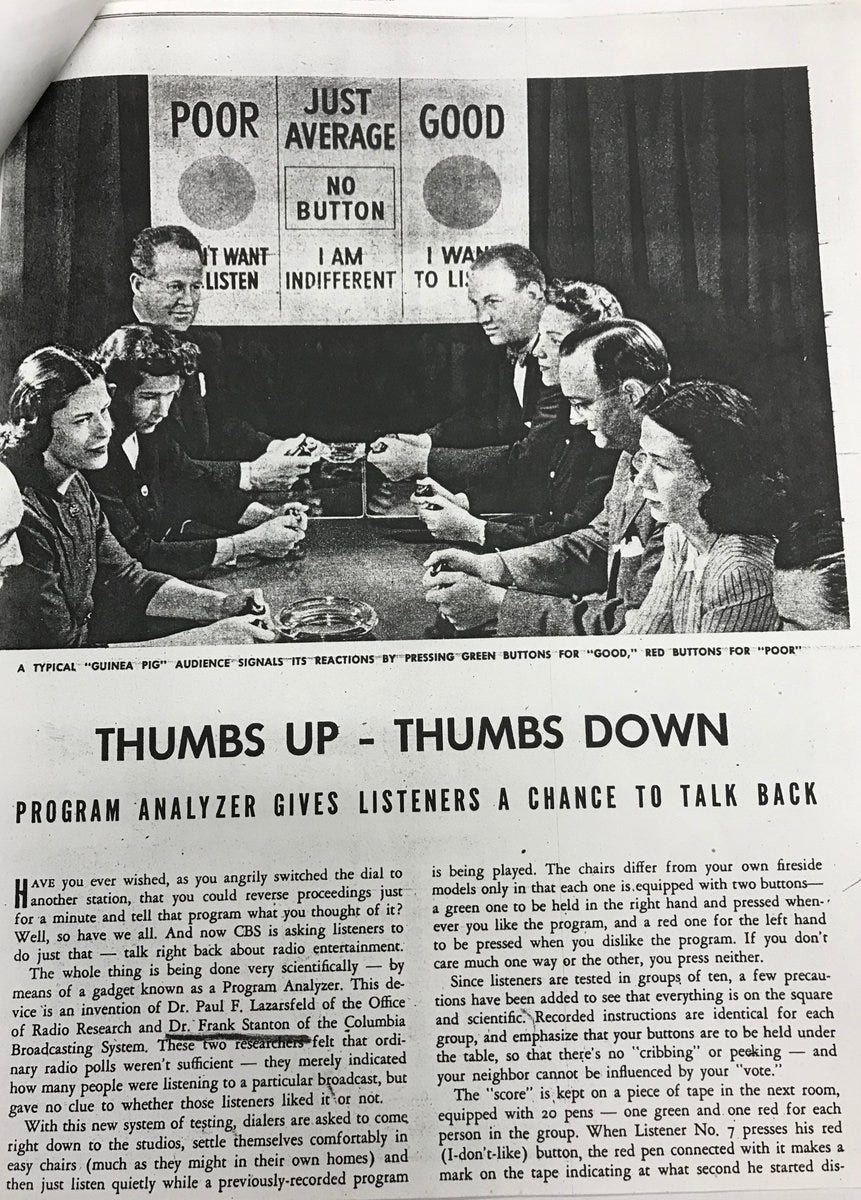 POOR
JUST
AVERAGE
GOOD
NO
BUTTON
'T WANT
LISTEN
I AM
INDIFFERENT
I WAN
TO LI
A TYPICAL "GUINEA PIG" AUDIENCE SIGNALS ITS REACTIONS BY PRESSING GREEN BUTTONS FOR "GOOD," RED BUTTONS FOR "POOR"
THUMBS UP - THUMBS DOWN
PROGRAM ANALYZER GIVES LISTENERS A CHANCE TO TALK BACK
HAVE you ever wished, as you angrily switched the dial to
another station, that you could reverse proceedings just
for a minute and tell that program what you thought of it?
Well, so have we all. And now CBS is asking listeners to
do just that — talk right back about radio entertainment.
The whole thing is being done very scientifically — by
means of a gadget known as a Program Analyzer. This de-
vice is an invention of Dr. Paul F. Lazarsfeld of the Office
of Radio Research and Dr. Frank Stanton of the Columbia
Broadcasting System. These two researchers felt that ordi-
nary radio polls weren't sufficient — they merely indicated
how many people were listening to a particular broadcast, but
gave no clue to whether those listeners liked it or not.
With this new system of testing, dialers are asked to come
right down to the studios, settle themselves comfortably in
easy chairs (much as they might in their own homes) and
then just listen quietly while a previously-recorded program
is being played. The chairs differ from your own fireside
models only in that each one is equipped with two buttons—
a green one to be held in the right hand and pressed when-
ever you like the program, and a red one for the left hand
to be pressed when you dislike the program. If you don't
care much one way or the other, you press neither.
Since listeners are tested in groups of ten, a few precau-
tions have been added to see that everything is on the square
and scientific. Recorded instructions are identical for each
group, and emphasize that your buttons are to be held under
the table, so that there's no "cribbing" or peeking — and
your neighbor cannot be influenced by your "vote."
The "score" is kept on a piece of tape in the next room,
equipped with 20 pens — one green and one red for each
person in the group. When Listener No. 7 presses his red
(I-don't-like) button, the red pen connected with it makes a
mark on the tape indicating at what second he started dis-